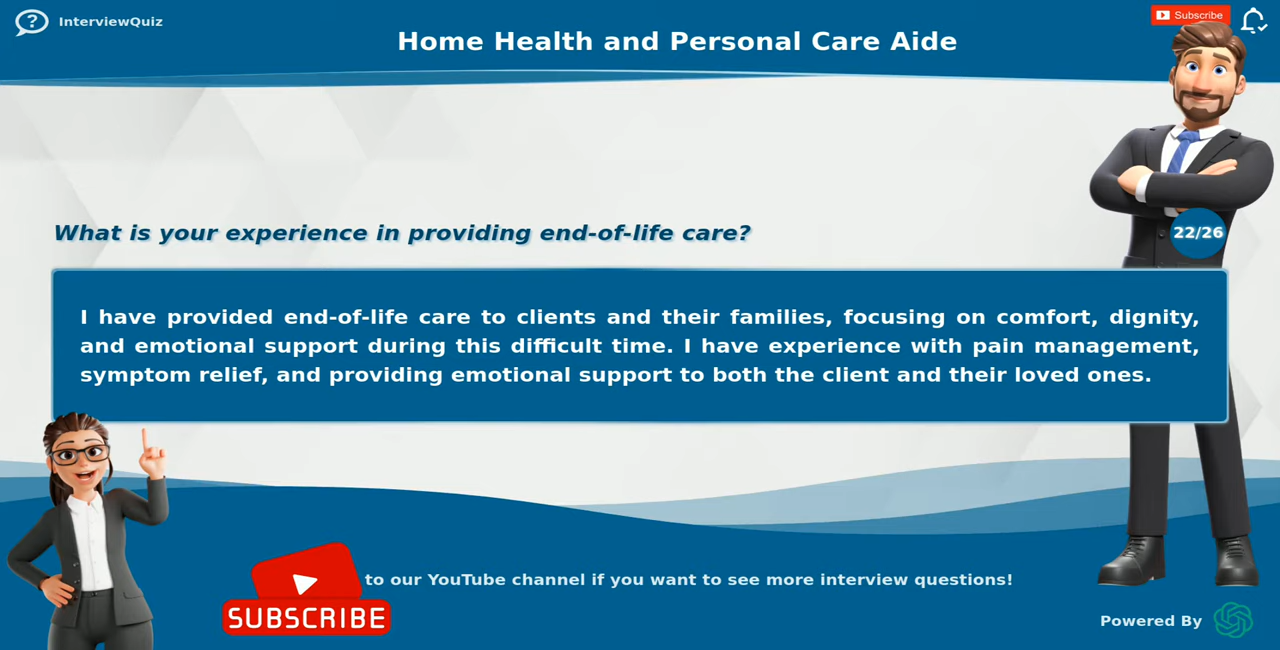 InterviewQuiz
Subscribe
Home Health and Personal Care Aide
What is your experience in providing end-of-life care?
22/26
I have provided end-of-life care to clients and their families, focusing on comfort, dignity,
and emotional support during this difficult time. I have experience with pain management,
symptom relief, and providing emotional support to both the client and their loved ones.
to our YouTube channel if you want to see more interview questions!
SUBSCRIBE
Powered By